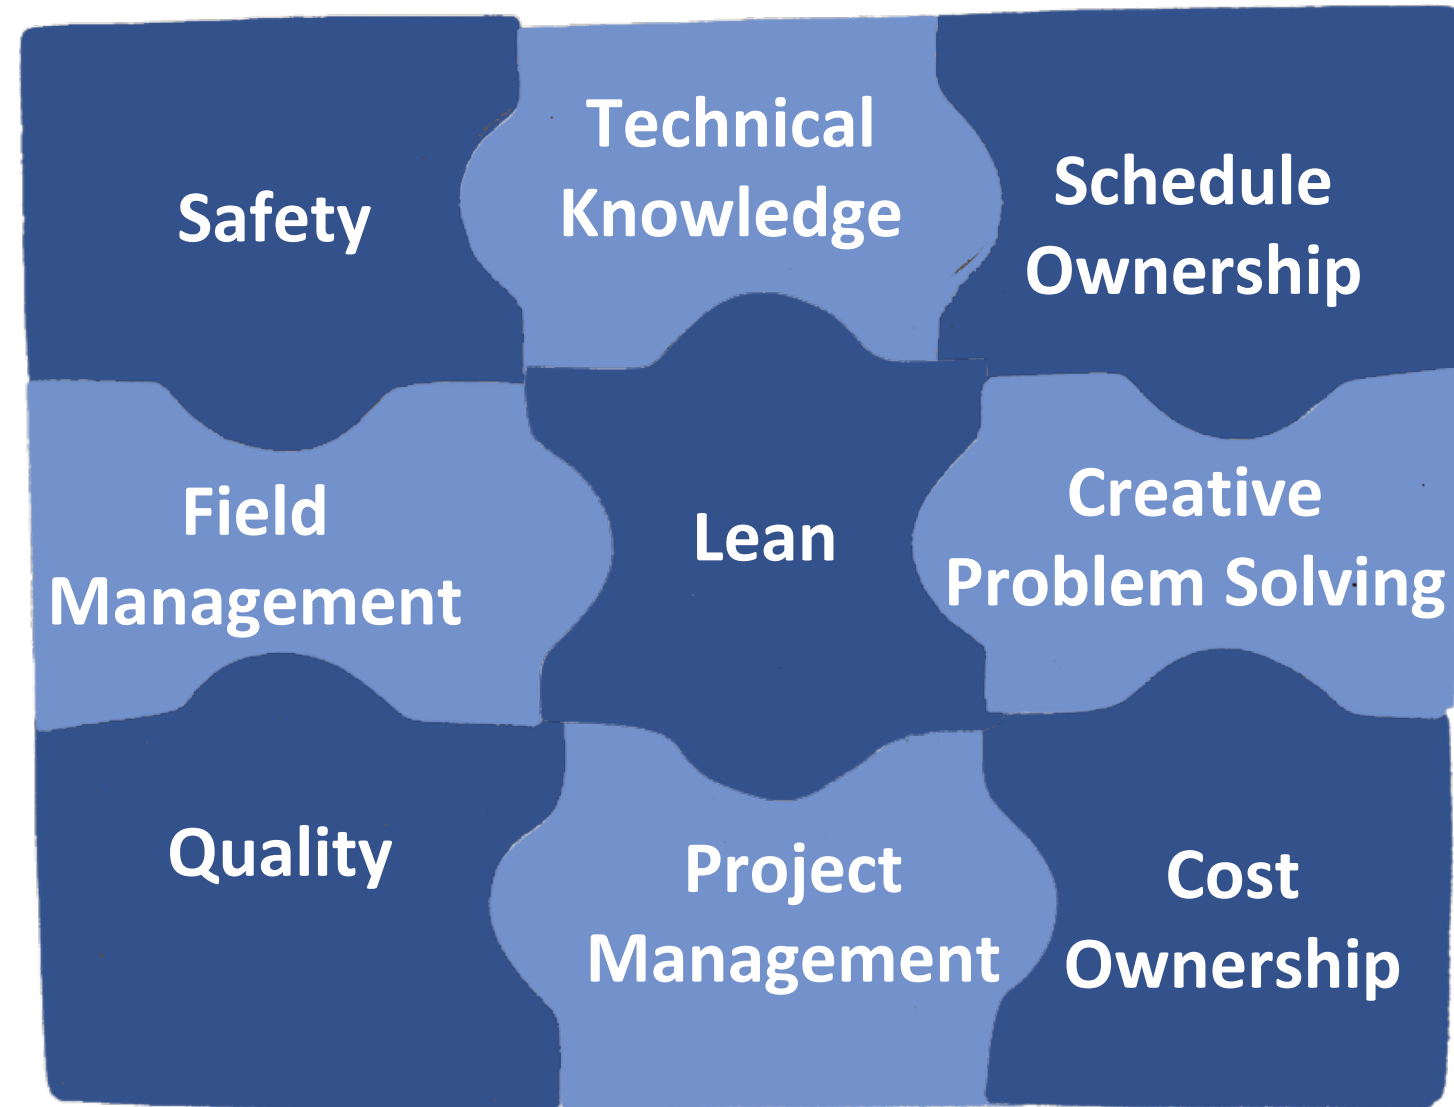 Safety
Technical
Knowledge
Schedule
Ownership
Field
Management
Lean
Creative
Problem Solving
Quality
Project
Management
Cost
Ownership